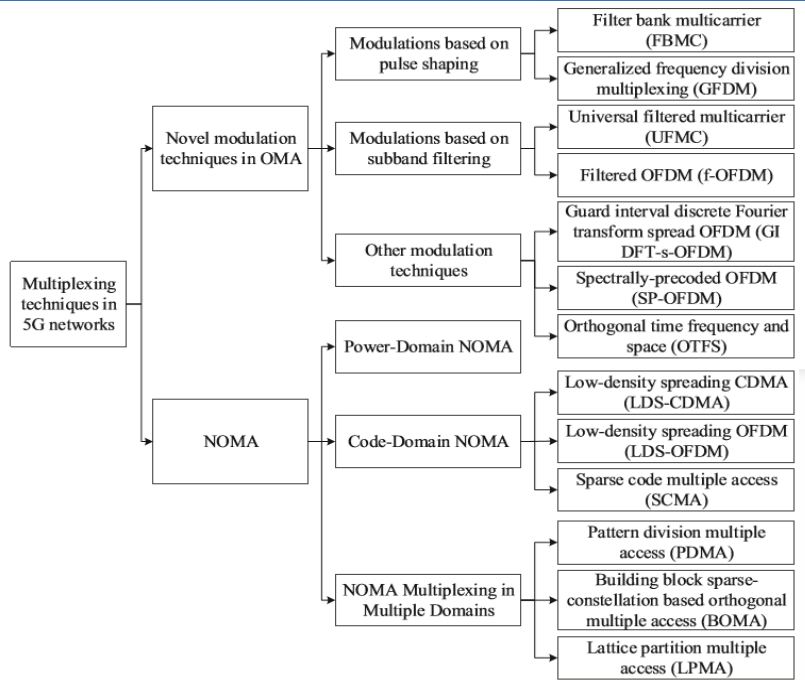 Multiplexing
techniques in
5G networks
Novel modulation
techniques in OMA
Modulations based on
pulse shaping
Filter bank multicarrier
(FBMC)
Generalized frequency division
multiplexing (GFDM)
Modulations based on
subband filtering
Universal filtered multicarrier
(UFMC)
Filtered OFDM (f-OFDM)
Other modulation
techniques
Guard interval discrete Fourier
transform spread OFDM (GI
DFT-s-OFDM)
Spectrally-precoded OFDM
(SP-OFDM)
Orthogonal time frequency and
space (OTFS)
NOMA
Power-Domain NOMA
Code-Domain NOMA
Low-density spreading CDMA
(LDS-CDMA)
Low-density spreading OFDM
(LDS-OFDM)
Sparse code multiple access
(SCMA)
NOMA Multiplexing in
Multiple Domains
Pattern division multiple
access (PDMA)
Building block sparse-
constellation based orthogonal
multiple access (BOMA)
Lattice partition multiple
access (LPMA)